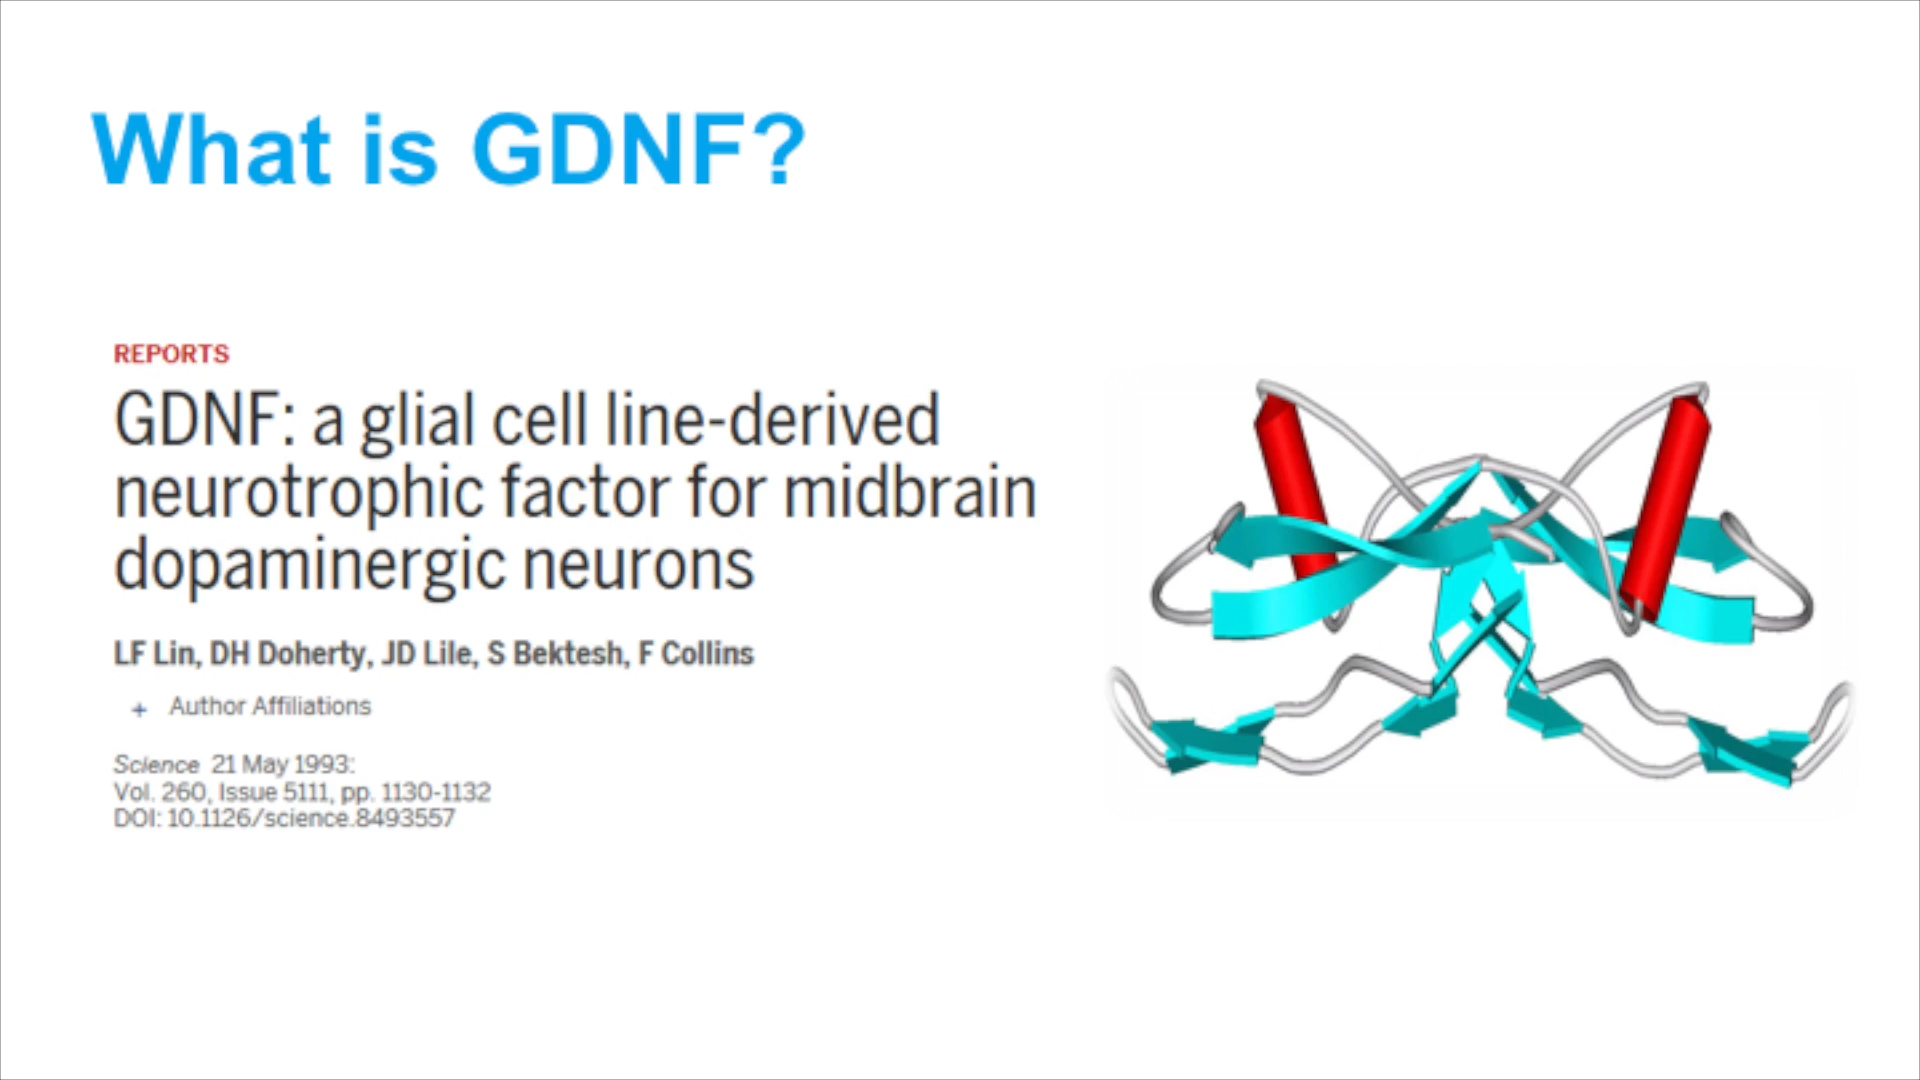 What is GDNF?
REPORTS
GDNF: a glial cell line-derived
neurotrophic factor for midbrain
dopaminergic neurons
LF Lin, DH Doherty, JD Lile, S Bektesh, F Collins
+ Author Affiliations
Science 21 May 1993:
Vol. 260, Issue 5111, pp. 1130-1132
DOI: 10.1126/science.8493557